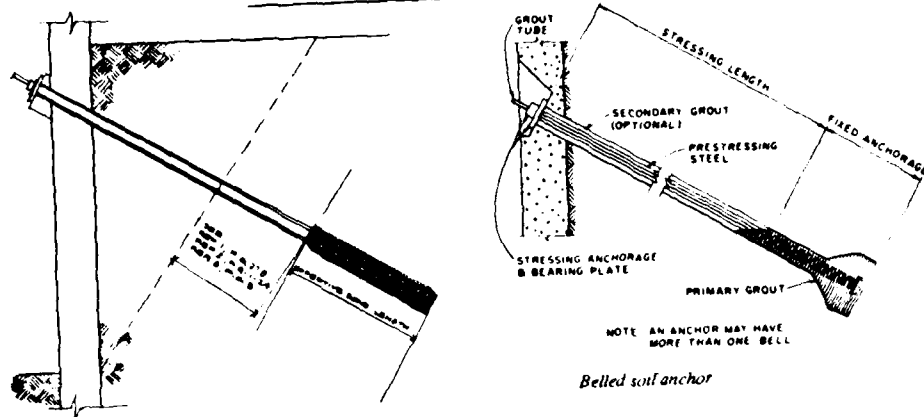 GROUT
TUBE
STRESSING LENGTH
FIXED ANCHORAGE
SECONDARY GROUT
(OPTIONAL)
PRESTRESSING
STEEL
STRESSING ANCHORAGE
& BEARING PLATE
PRIMARY GROUT
NOTE AN ANCHOR MAY HAVE
MORE THAN ONE BELL
Belled soil anchor
LENGTH